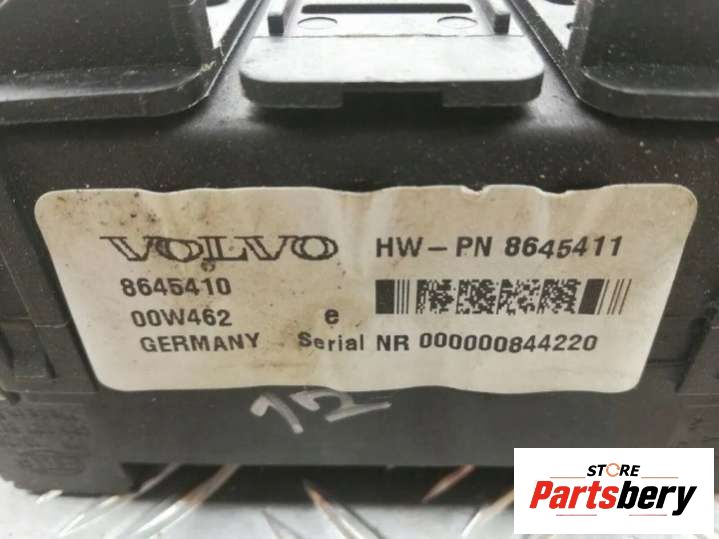 VOLVO HW-PN 8645411
8645410
00W462 e
GERMANY Serial NR 000000844220
12
STORE
Partsbery